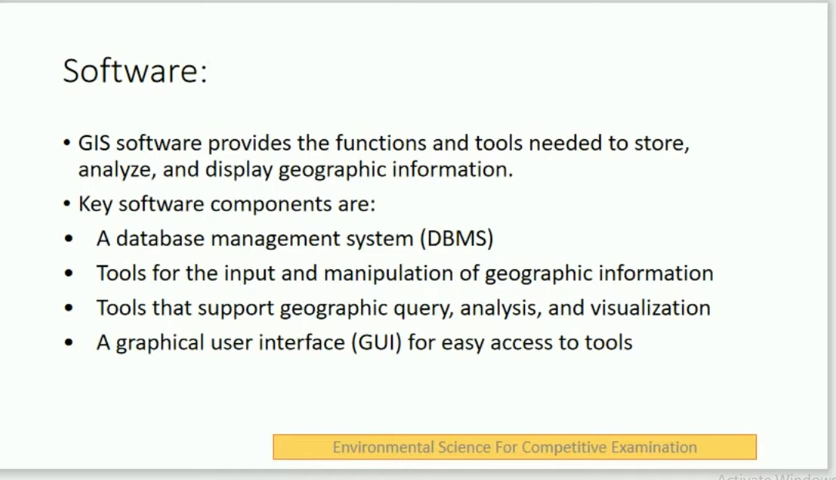 Software:
• GIS software provides the functions and tools needed to store,
analyze, and display geographic information.
• Key software components are:
• A database management system (DBMS)
• Tools for the input and manipulation of geographic information
• Tools that support geographic query, analysis, and visualization
• A graphical user interface (GUI) for easy access to tools
Environmental Science For Competitive Examination